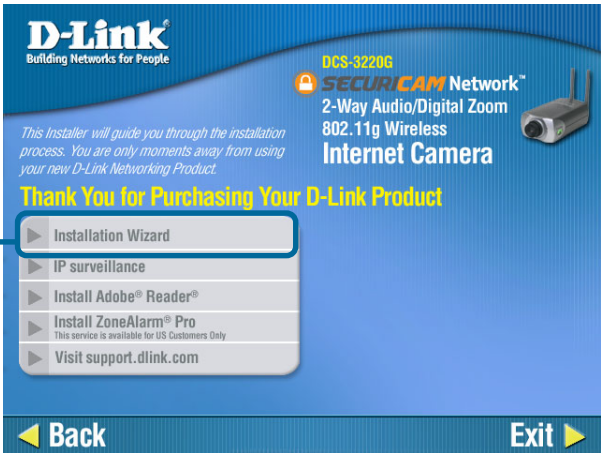 D-Link
Building Networks for People
DCS-3220G
SECURICAM Network™
2-Way Audio/Digital Zoom
802.11g Wireless
Internet Camera
This Installer will guide you through the installation
process. You are only moments away from using
your new D-Link Networking Product.
Thank You for Purchasing Your D-Link Product
Installation Wizard
IP surveillance
Install Adobe® Reader®
Install ZoneAlarm® Pro
This service is available for US Customers Only
Visit support.dlink.com
Back
Exit